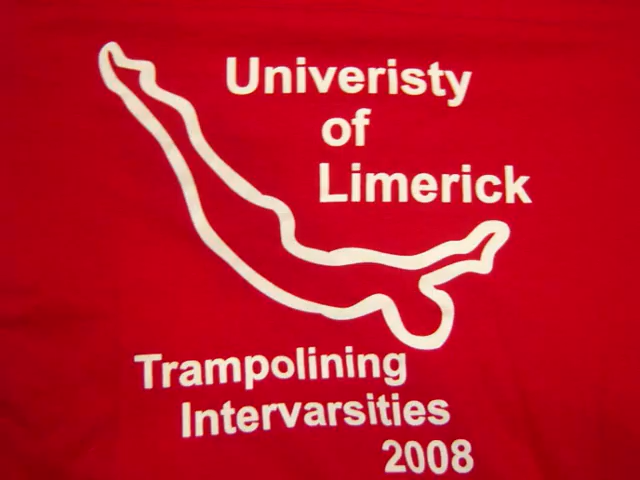 Univeristy
of
Limerick
Trampolining
Intervarsities
2008